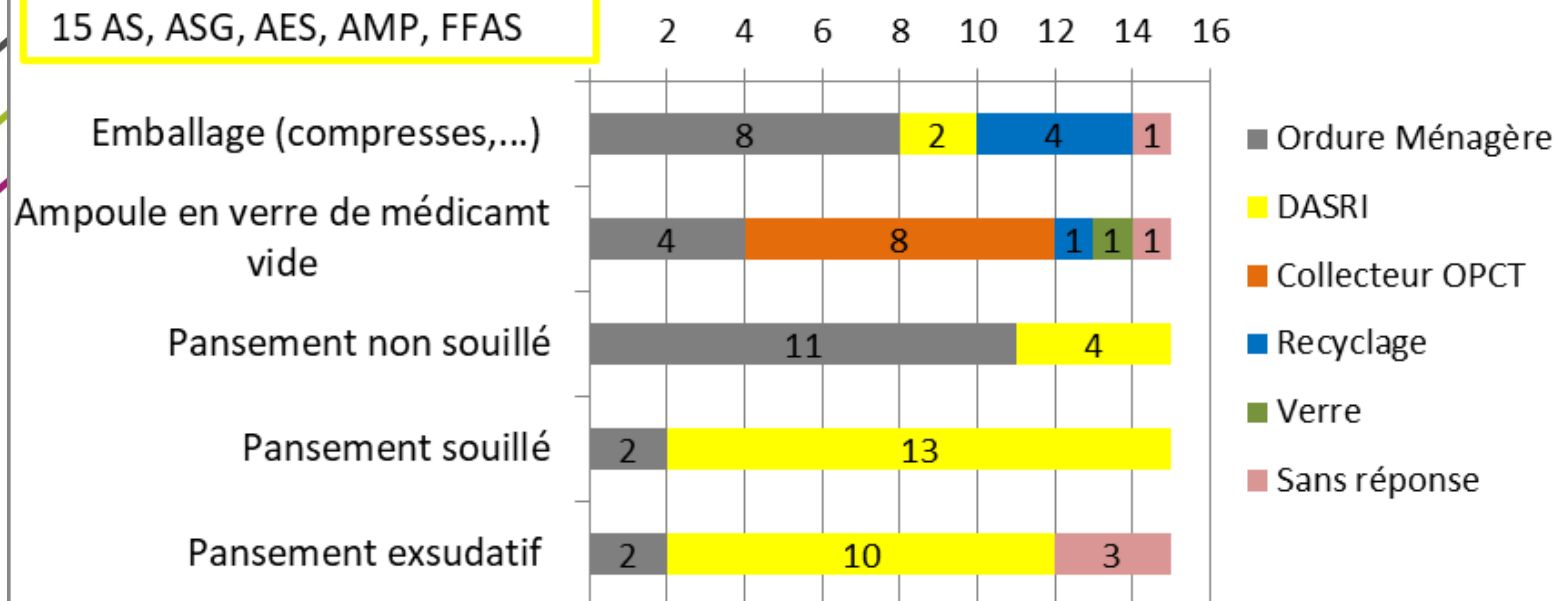 15 AS, ASG, AES, AMP, FFAS
2 4 6 8 10 12 14 16
Emballage (compresses,...)
8 2 4 1
Ampoule en verre de médicamt
vide
4 8 1 1 1
Pansement non souillé
11 4
Pansement souillé
2 13
Pansement exsudatif
2 10 3
Ordure Ménagère
DASRI
Collecteur OPCT
Recyclage
Verre
Sans réponse